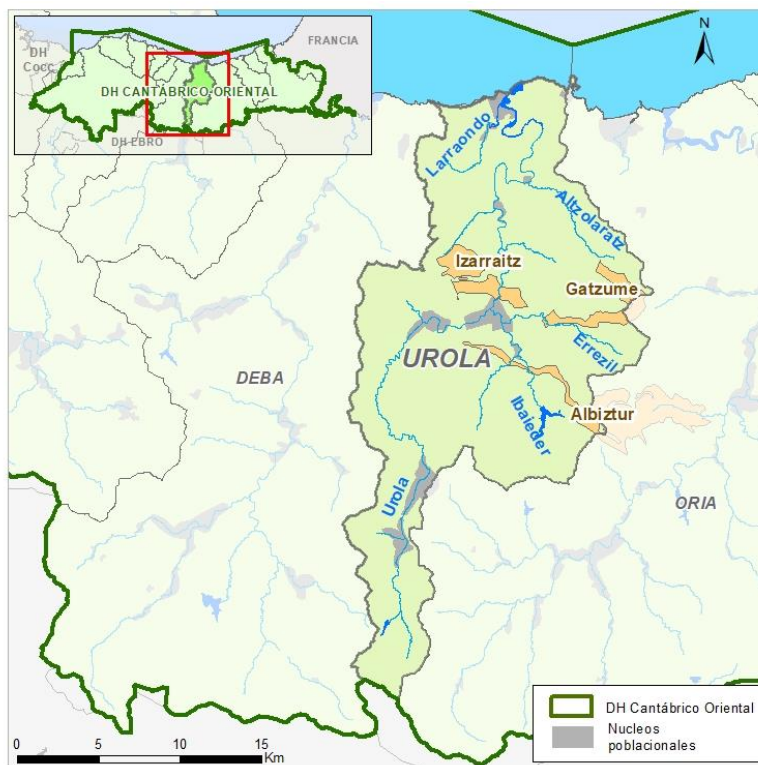 FRANCIA
DH
Cocc.
DH CANTÁBRICO ORIENTAL
DH EBRO
N
Larraondo
Altzolaratz
Izarraitz
Gatzume
Errezil
UROLA
DEBA
Albiztur
Ibaieder
Urola
ORIA
DH Cantábrico Oriental
Nucleos
poblacionales
0 5 10 15
Km